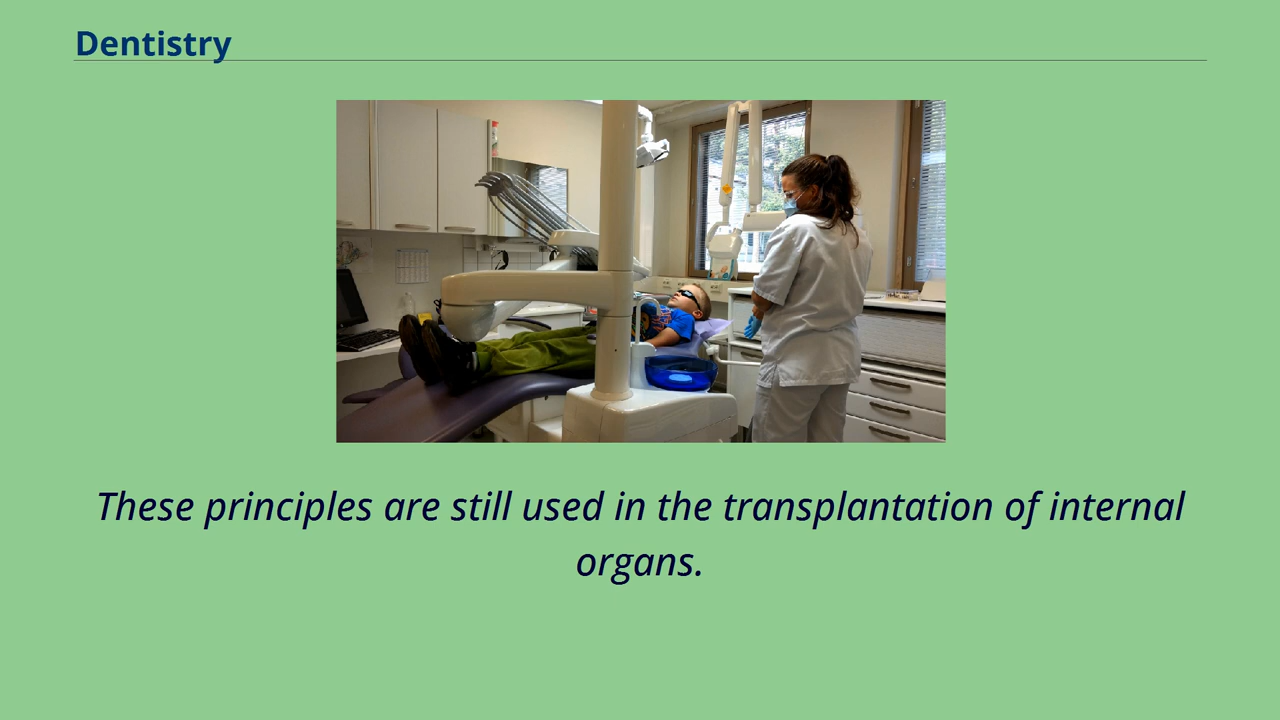 Dentistry
These principles are still used in the transplantation of internal
organs.